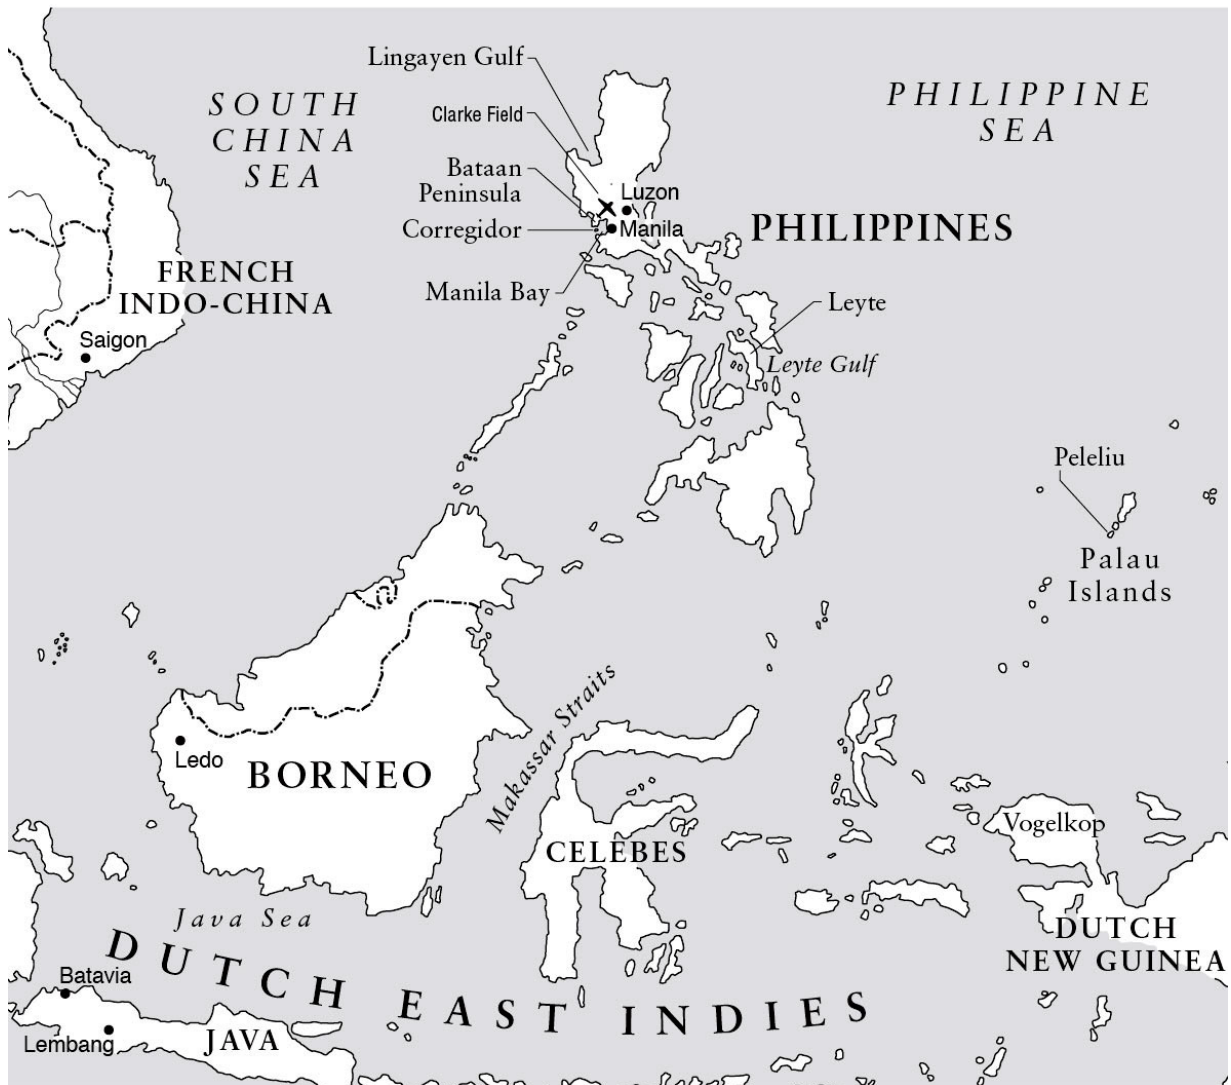 Lingayen Gulf
SOUTH
CHINA
SEA
PHILIPPINE
SEA
Clarke Field
Bataan
Peninsula
Luzon
Corregidor
Manila
PHILIPPINES
FRENCH
INDO-CHINA
Manila Bay
Leyte
Saigon
Leyte Gulf
Peleliu
Palau
Islands
Makassar Straits
Ledo
BORNEO
Vogelkop
CELEBES
Java Sea
DUTCH
NEW GUINEA
DUTCH EAST INDIES
Batavia
Lembang
JAVA